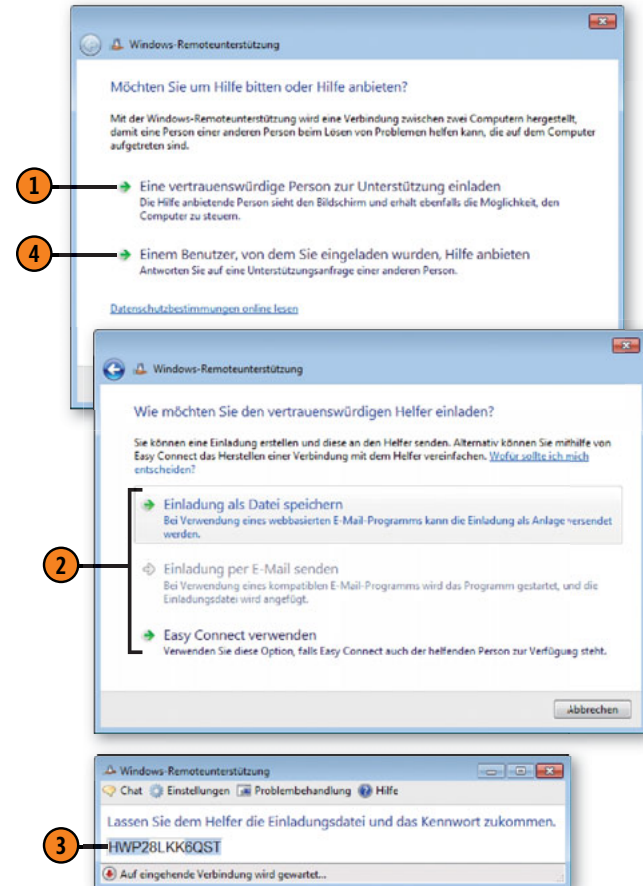 Windows-Remoteunterstützung
Möchten Sie um Hilfe bitten oder Hilfe anbieten?
Mit der Windows-Remoteunterstützung wird eine Verbindung zwischen zwei Computern hergestellt,
damit eine Person einer anderen Person beim Lösen von Problemen helfen kann, die auf dem Computer
aufgetreten sind.
1
Eine vertrauenswürdige Person zur Unterstützung einladen
Die Hilfe anbietende Person sieht den Bildschirm und erhält ebenfalls die Möglichkeit, den
Computer zu steuern.
4
Einem Benutzer, von dem Sie eingeladen wurden, Hilfe anbieten
Antworten Sie auf eine Unterstützungsanfrage einer anderen Person.
Datenschutzbestimmungen online lesen
Windows-Remoteunterstützung
Wie möchten Sie den vertrauenswürdigen Helfer einladen?
Sie können eine Einladung erstellen und diese an den Helfer senden. Alternativ können Sie mithilfe von
Easy Connect das Herstellen einer Verbindung mit dem Helfer vereinfachen. Wofür sollte ich mich
entscheiden?
Einladung als Datei speichern
Bei Verwendung eines webbasierten E-Mail-Programms kann die Einladung als Anlage versendet
werden.
2
Einladung per E-Mail senden
Bei Verwendung eines kompatiblen E-Mail-Programms wird das Programm gestartet, und die
Einladungsdatei wird angefügt.
Easy Connect verwenden
Verwenden Sie diese Option, falls Easy Connect auch der helfenden Person zur Verfügung steht.
Abbrechen
Windows-Remoteunterstützung
Chat Einstellungen Problembehandlung Hilfe
Lassen Sie dem Helfer die Einladungsdatei und das Kennwort zukommen.
3
HWP28LKK6QST
Auf eingehende Verbindung wird gewartet...